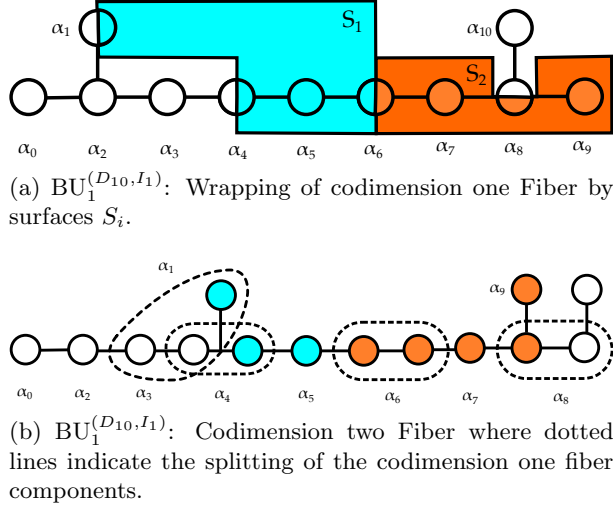 α₁ S₁ α₁₀
S₂
α₀ α₂ α₃ α₄ α₅ α₆ α₇ α₈ α₉
(a) BU₁^(D₁₀,I₁): Wrapping of codimension one Fiber by
surfaces Sᵢ.
α₁
α₉
α₀ α₂ α₃ α₄ α₅ α₆ α₇ α₈
(b) BU₁^(D₁₀,I₁): Codimension two Fiber where dotted
lines indicate the splitting of the codimension one fiber
components.